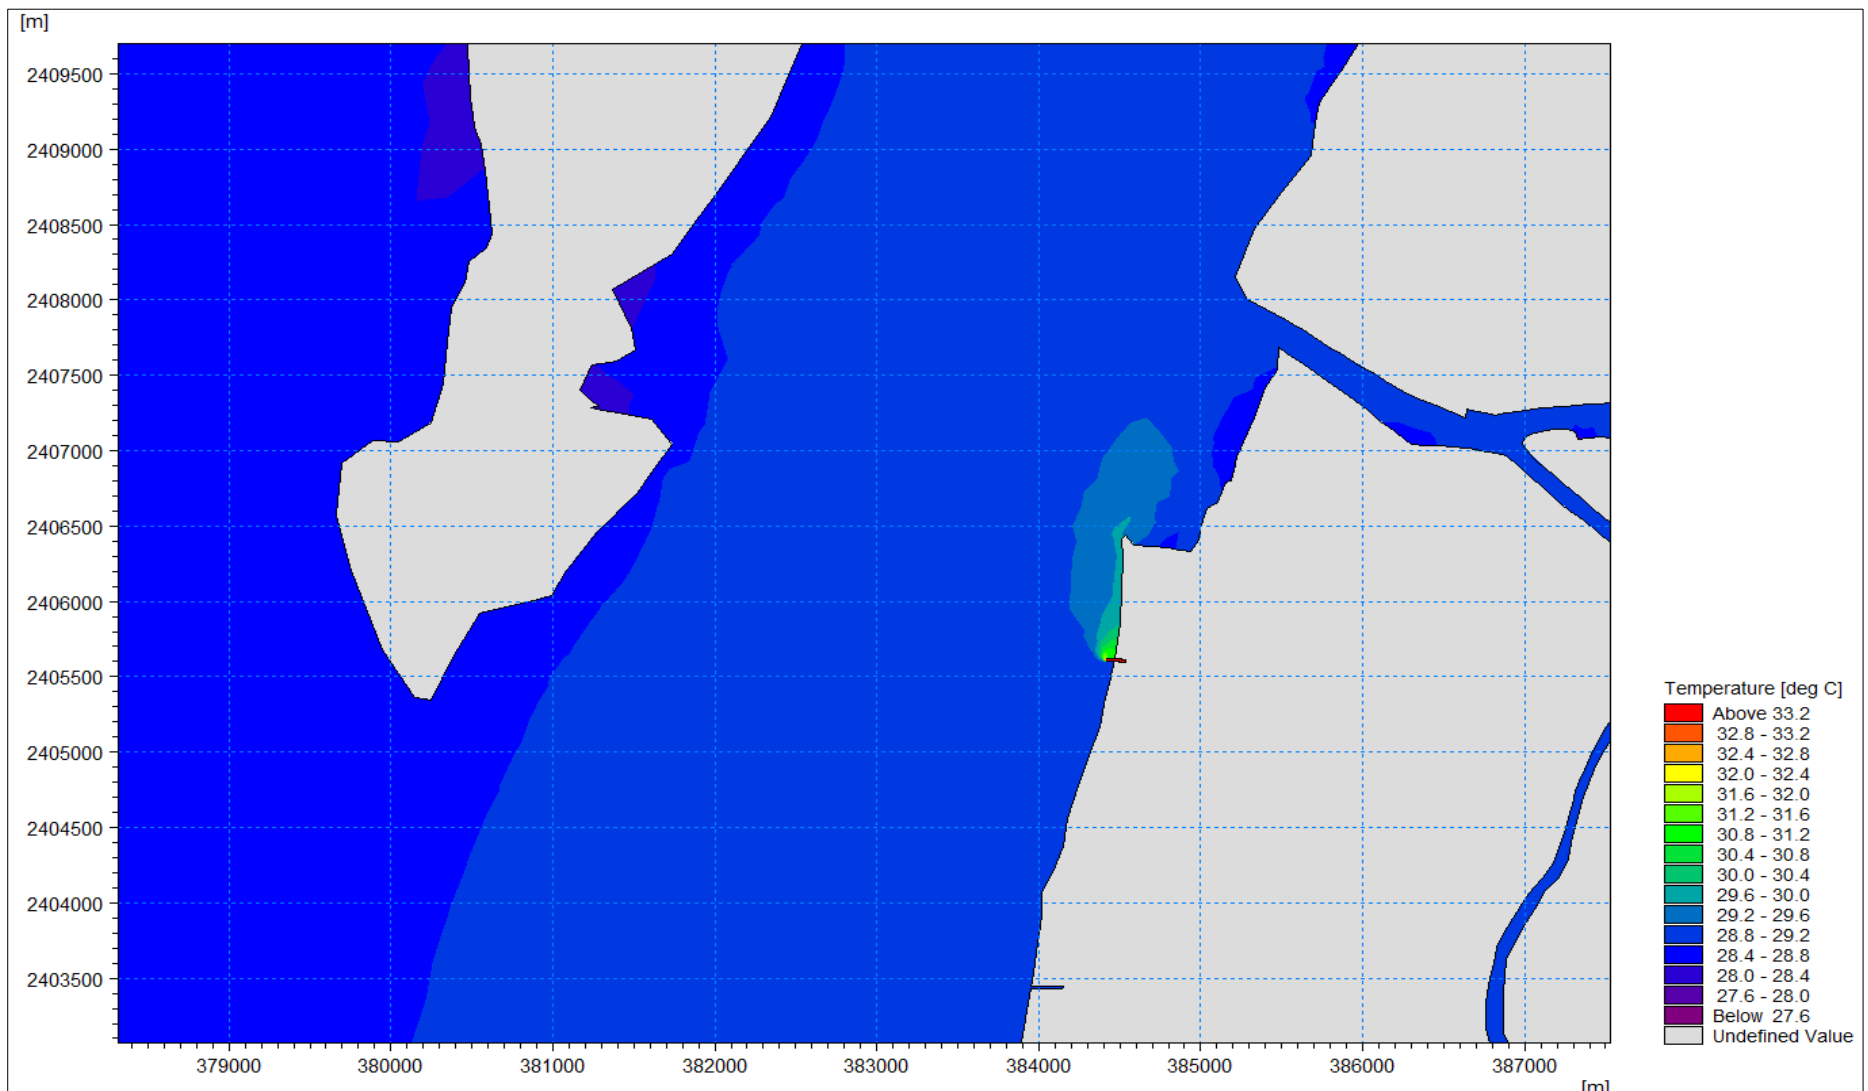 [m]
2409500
2409000
2408500
2408000
2407500
2407000
2406500
2406000
2405500
2405000
2404500
2404000
2403500
379000 380000 381000 382000 383000 384000 385000 386000 387000
[m]
Temperature [deg C]
Above 33.2
32.8 - 33.2
32.4 - 32.8
32.0 - 32.4
31.6 - 32.0
31.2 - 31.6
30.8 - 31.2
30.4 - 30.8
30.0 - 30.4
29.6 - 30.0
29.2 - 29.6
28.8 - 29.2
28.4 - 28.8
28.0 - 28.4
27.6 - 28.0
Below 27.6
Undefined Value